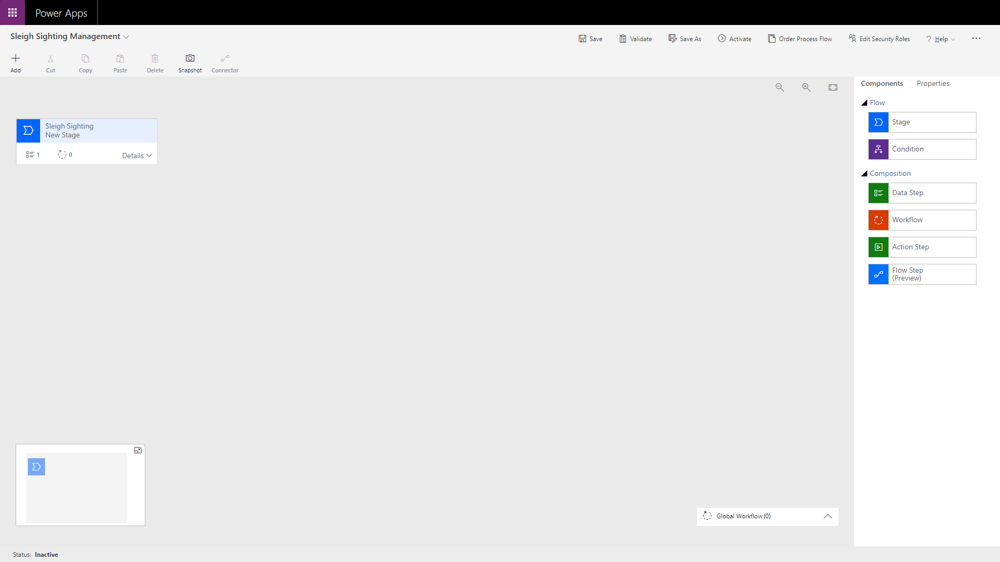 Power Apps
Sleigh Sighting Management
Save
Validate
Save As
Activate
Order Process Flow
Edit Security Roles
? Help
...
Add
Cut
Copy
Paste
Delete
Snapshot
Connector
Components
Properties
Flow
Stage
Condition
Composition
Data Step
Workflow
Action Step
Flow Step
(Preview)
Sleigh Sighting
New Stage
1
0
Details
Global Workflow (0)
Status: Inactive